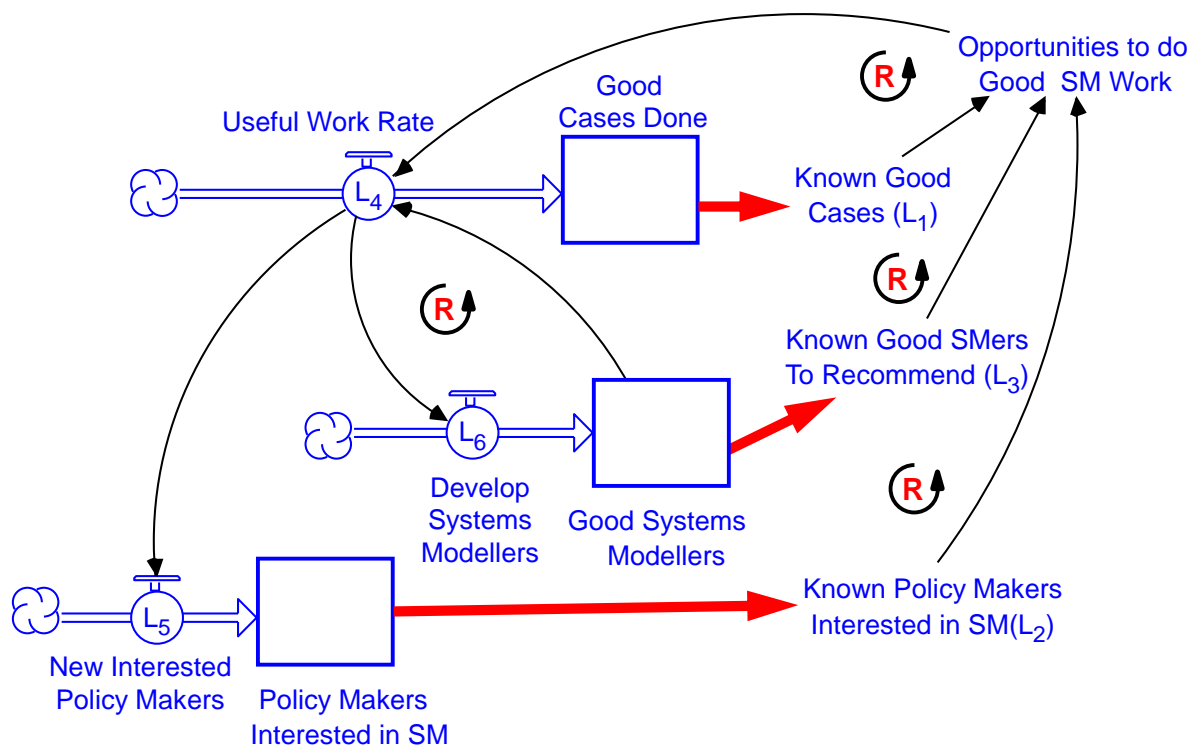 Opportunities to do
Good SM Work
R
Good
Cases Done
Useful Work Rate
L4
Known Good
Cases (L1)
R
R
Known Good SMers
To Recommend (L3)
L6
Develop
Systems
Modellers
Good Systems
Modellers
R
Known Policy Makers
Interested in SM(L2)
L5
New Interested
Policy Makers
Policy Makers
Interested in SM